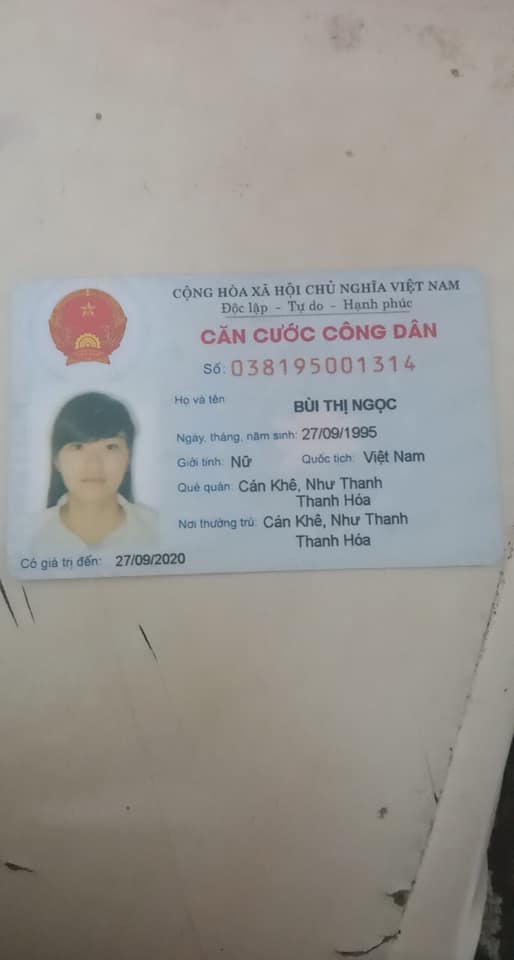 CỘNG HÒA XÃ HỘI CHỦ NGHĨA VIỆT NAM
Độc lập - Tự do - Hạnh phúc
CĂN CƯỚC CÔNG DÂN
Số: 038195001314
Họ và tên
BÙI THỊ NGỌC
Ngày, tháng, năm sinh: 27/09/1995
Giới tính: Nữ Quốc tịch: Việt Nam
Quê quán: Cán Khê, Như Thanh
Thanh Hóa
Nơi thường trú: Cán Khê, Như Thanh
Thanh Hóa
Có giá trị đến: 27/09/2020